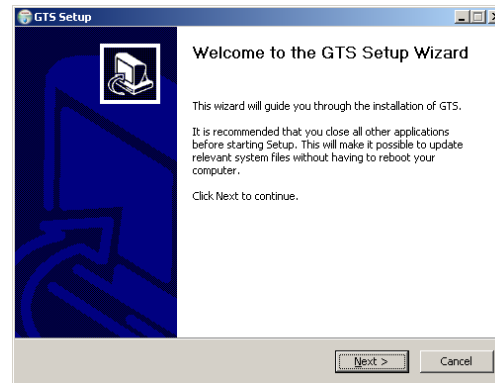 GTS Setup
Welcome to the GTS Setup Wizard
This wizard will guide you through the installation of GTS.
It is recommended that you close all other applications
before starting Setup. This will make it possible to update
relevant system files without having to reboot your
computer.
Click Next to continue.
Next >
Cancel